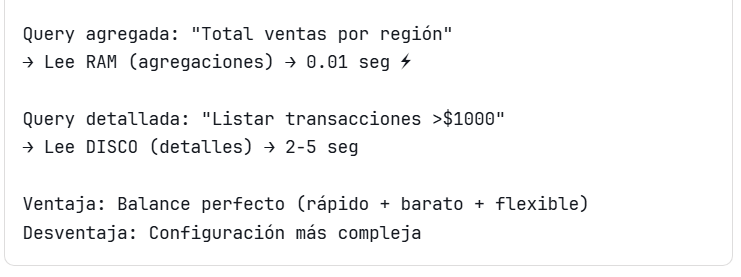 Query agregada: "Total ventas por región"
→ Lee RAM (agregaciones) → 0.01 seg ⚡
Query detallada: "Listar transacciones >$1000"
→ Lee DISCO (detalles) → 2-5 seg
Ventaja: Balance perfecto (rápido + barato + flexible)
Desventaja: Configuración más compleja